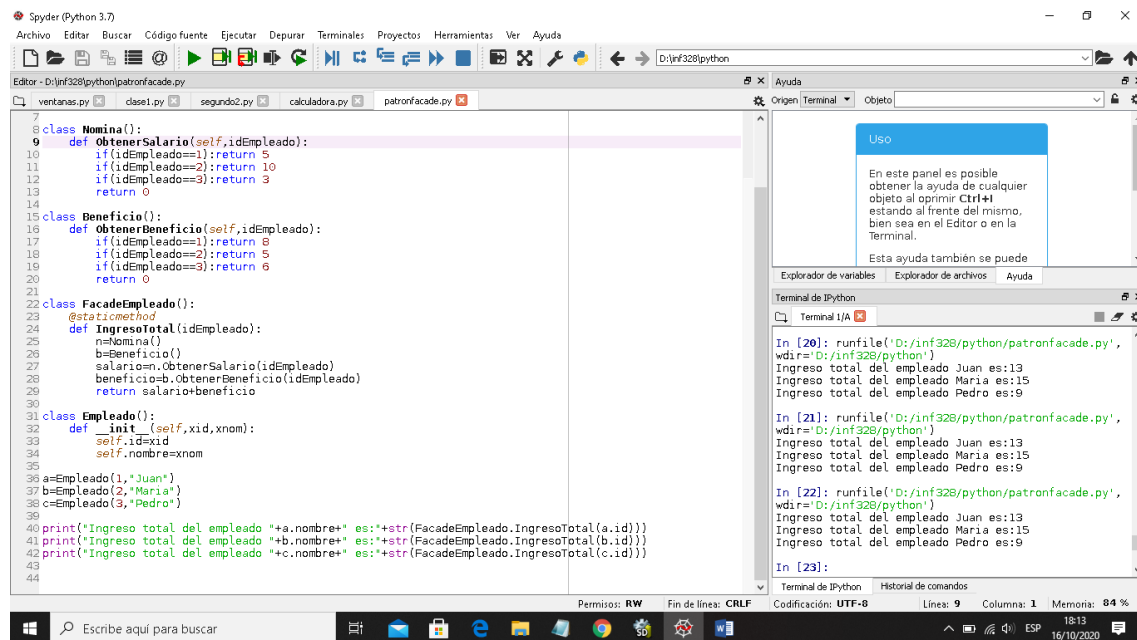 Spyder (Python 3.7)
Archivo Editar Buscar Código fuente Ejecutar Depurar Terminales Proyectos Herramientas Ver Ayuda
D:\inf328\python
Editor - D:\inf328\python\patronfacade.py
ventanas.py clase1.py segundo2.py calculadora.py patronfacade.py
7
8 class Nomina():
9 def ObtenerSalario(self,idEmpleado):
10 if(idEmpleado==1):return 5
11 if(idEmpleado==2):return 10
12 if(idEmpleado==3):return 3
13 return 0
14
15 class Beneficio():
16 def ObtenerBeneficio(self,idEmpleado):
17 if(idEmpleado==1):return 8
18 if(idEmpleado==2):return 5
19 if(idEmpleado==3):return 6
20 return 0
21
22 class FacadeEmpleado():
23 @staticmethod
24 def IngresoTotal(idEmpleado):
25 n=Nomina()
26 b=Beneficio()
27 salario=n.ObtenerSalario(idEmpleado)
28 beneficio=b.ObtenerBeneficio(idEmpleado)
29 return salario+beneficio
30
31 class Empleado():
32 def __init__(self,xid,xnom):
33 self.id=xid
34 self.nombre=xnom
35
36 a=Empleado(1,"Juan")
37 b=Empleado(2,"Maria")
38 c=Empleado(3,"Pedro")
39
40 print("Ingreso total del empleado "+a.nombre+" es:"+str(FacadeEmpleado.IngresoTotal(a.id)))
41 print("Ingreso total del empleado "+b.nombre+" es:"+str(FacadeEmpleado.IngresoTotal(b.id)))
42 print("Ingreso total del empleado "+c.nombre+" es:"+str(FacadeEmpleado.IngresoTotal(c.id)))
43
44
Ayuda
Origen Terminal Objeto
Uso
En este panel es posible
obtener la ayuda de cualquier
objeto al oprimir Ctrl+I
estando al frente del mismo,
bien sea en el Editor o en la
Terminal.
Esta ayuda también se puede
Explorador de variables Explorador de archivos Ayuda
Terminal de IPython
Terminal 1/A
In [20]: runfile('D:/inf328/python/patronfacade.py',
wdir='D:/inf328/python')
Ingreso total del empleado Juan es:13
Ingreso total del empleado Maria es:15
Ingreso total del empleado Pedro es:9
In [21]: runfile('D:/inf328/python/patronfacade.py',
wdir='D:/inf328/python')
Ingreso total del empleado Juan es:13
Ingreso total del empleado Maria es:15
Ingreso total del empleado Pedro es:9
In [22]: runfile('D:/inf328/python/patronfacade.py',
wdir='D:/inf328/python')
Ingreso total del empleado Juan es:13
Ingreso total del empleado Maria es:15
Ingreso total del empleado Pedro es:9
In [23]:
Terminal de IPython Historial de comandos
Permisos: RW Fin de línea: CRLF Codificación: UTF-8 Línea: 9 Columna: 1 Memoria: 84 %
Escribe aquí para buscar
SD
ESP
18:13
16/10/2020